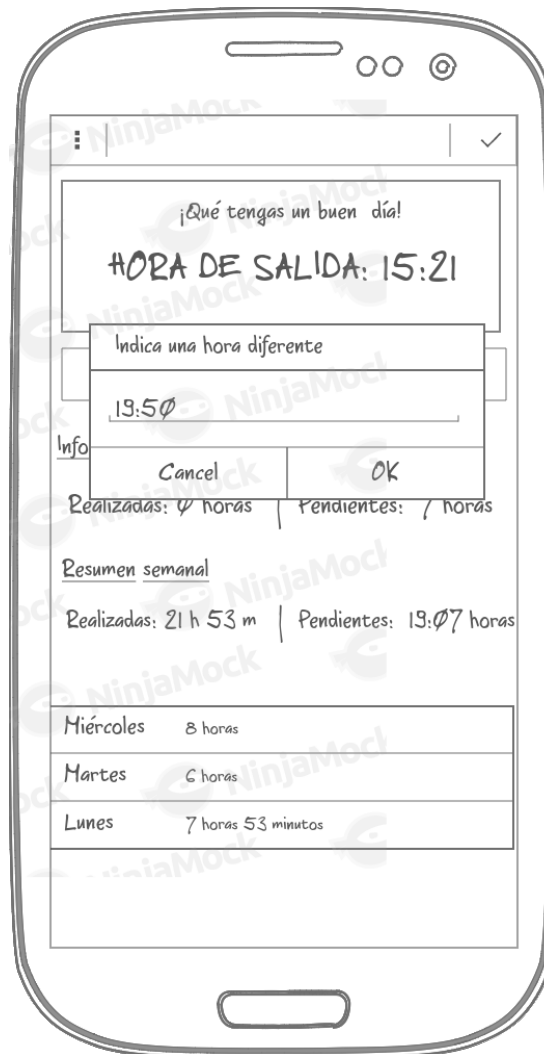 ¡Qué tengas un buen día!
HORA DE SALIDA: 15:21
Indica una hora diferente
19:50
Cancel OK
Info
Realizadas: 0 horas | Pendientes: 7 horas
Resumen semanal
Realizadas: 21 h 53 m | Pendientes: 19:07 horas
Miércoles 8 horas
Martes 6 horas
Lunes 7 horas 53 minutos
NinjaMock